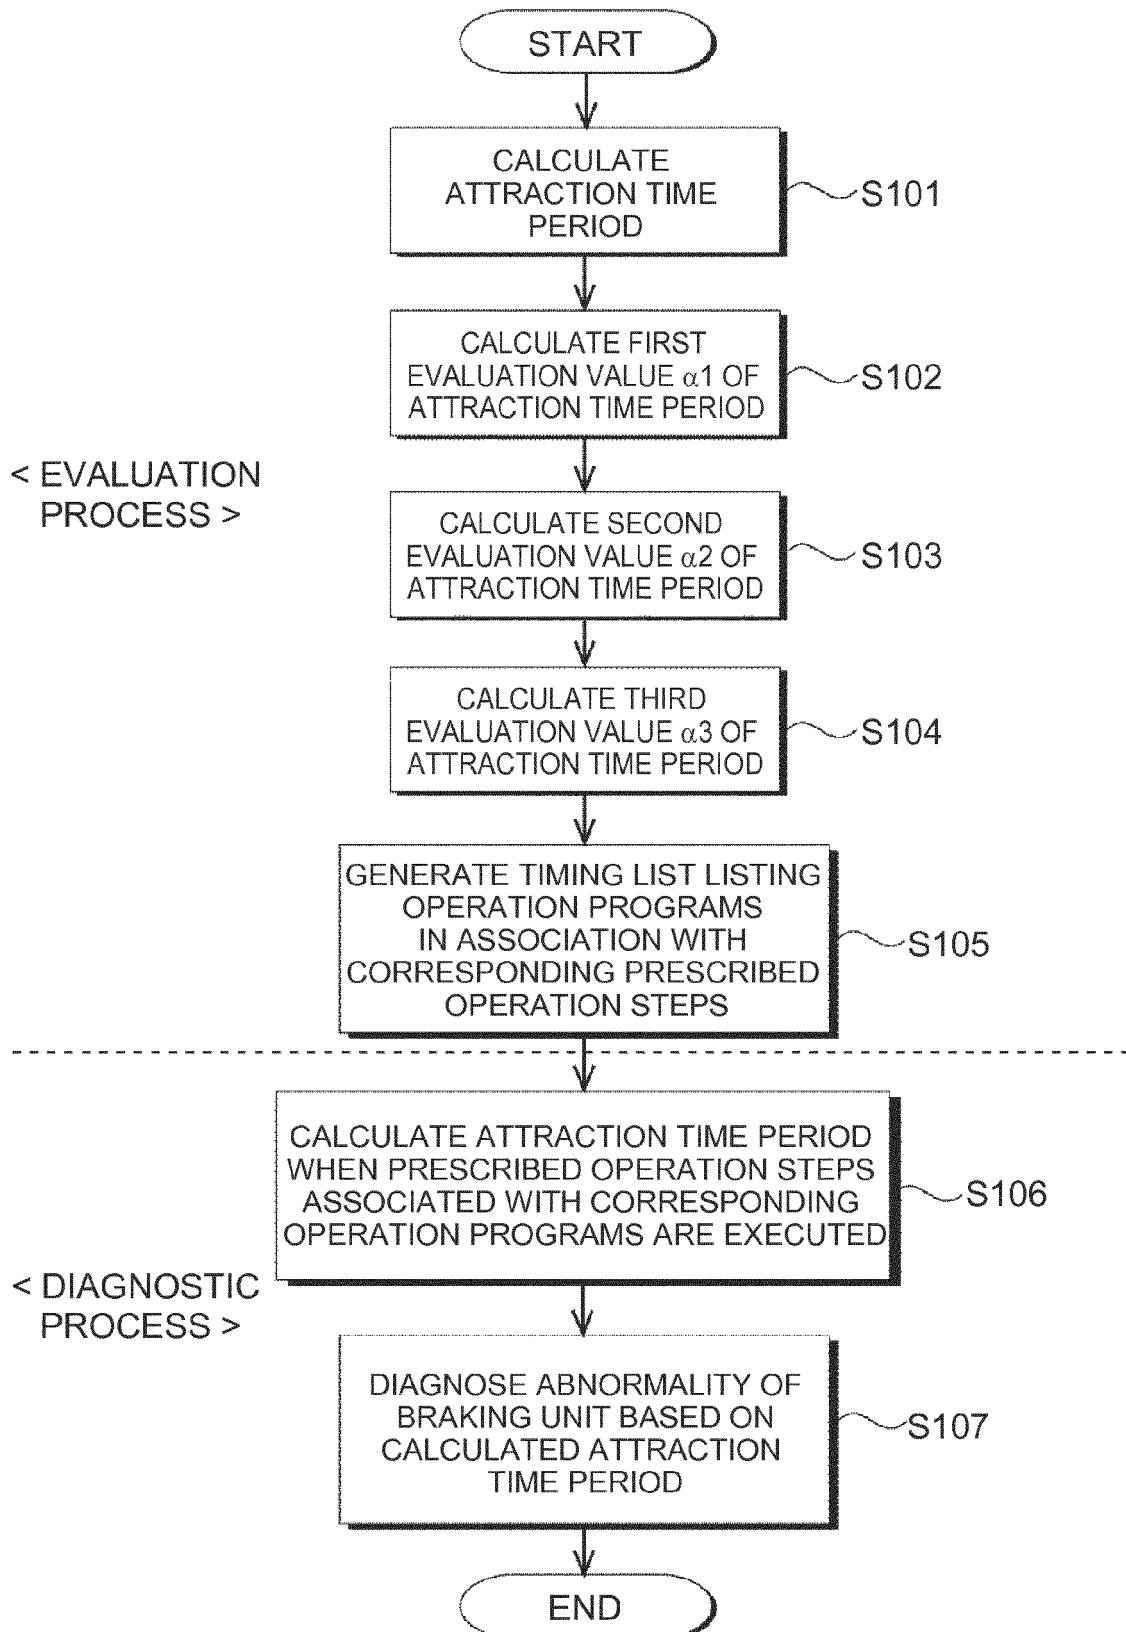 START
CALCULATE
ATTRACTION TIME
PERIOD
S101
CALCULATE FIRST
EVALUATION VALUE α1 OF
ATTRACTION TIME PERIOD
S102
< EVALUATION
PROCESS >
CALCULATE SECOND
EVALUATION VALUE α2 OF
ATTRACTION TIME PERIOD
S103
CALCULATE THIRD
EVALUATION VALUE α3 OF
ATTRACTION TIME PERIOD
S104
GENERATE TIMING LIST LISTING
OPERATION PROGRAMS
IN ASSOCIATION WITH
CORRESPONDING PRESCRIBED
OPERATION STEPS
S105
CALCULATE ATTRACTION TIME PERIOD
WHEN PRESCRIBED OPERATION STEPS
ASSOCIATED WITH CORRESPONDING
OPERATION PROGRAMS ARE EXECUTED
S106
< DIAGNOSTIC
PROCESS >
DIAGNOSE ABNORMALITY OF
BRAKING UNIT BASED ON
CALCULATED ATTRACTION
TIME PERIOD
S107
END